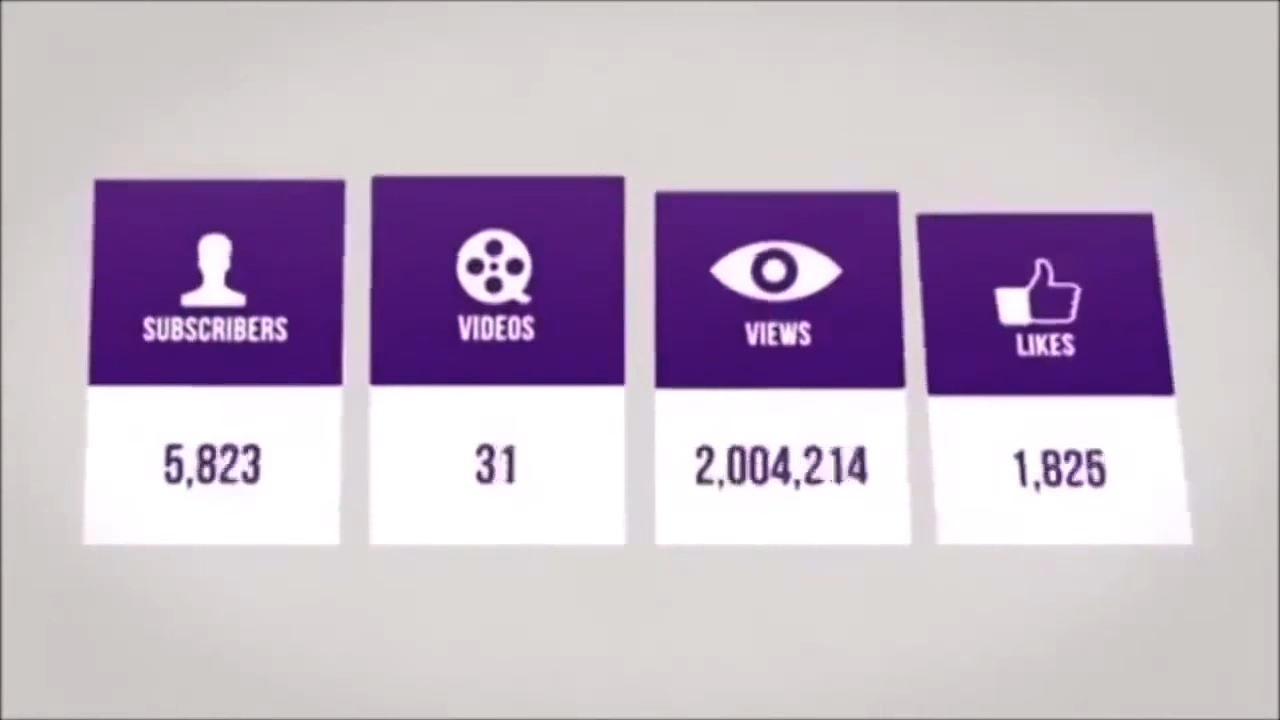 SUBSCRIBERS
5,823
VIDEOS
31
VIEWS
2,004,214
LIKES
1,825